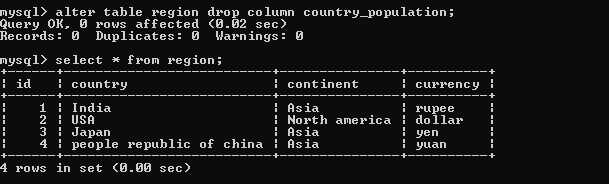 mysql> alter table region drop column country_population;
Query OK, 0 rows affected (0.02 sec)
Records: 0  Duplicates: 0  Warnings: 0
mysql> select * from region;
+------+--------------------------+---------------+----------+
| id   | country                  | continent     | currency |
+------+--------------------------+---------------+----------+
|    1 | India                    | Asia          | rupee    |
|    2 | USA                      | North america | dollar   |
|    3 | Japan                    | Asia          | yen      |
|    4 | people republic of china | Asia          | yuan     |
+------+--------------------------+---------------+----------+
4 rows in set (0.00 sec)